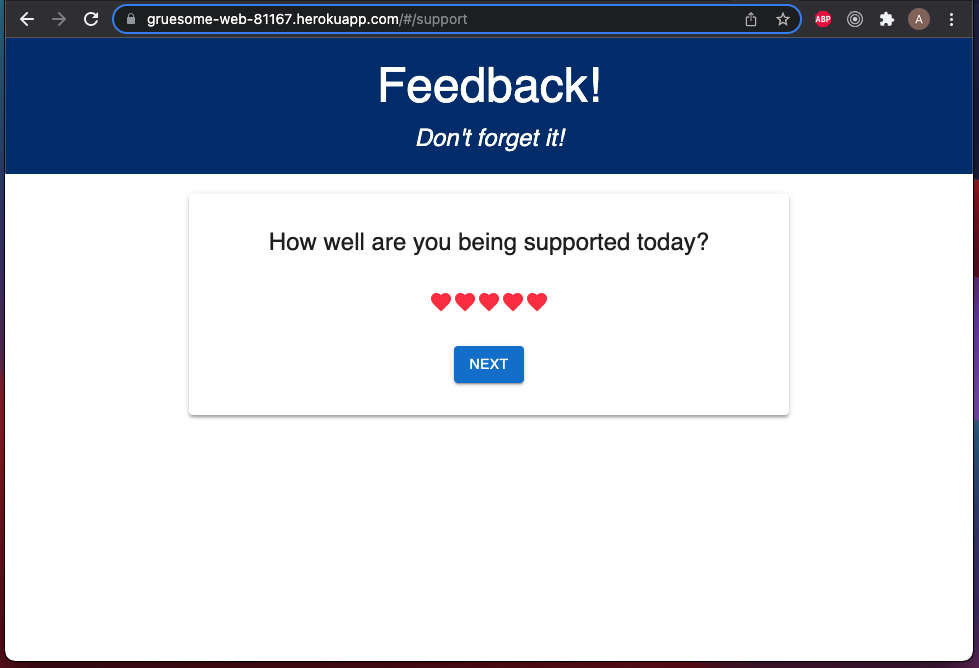 gruesome-web-81167.herokuapp.com/#/support
ABP
A
Feedback!
Don't forget it!
How well are you being supported today?
NEXT